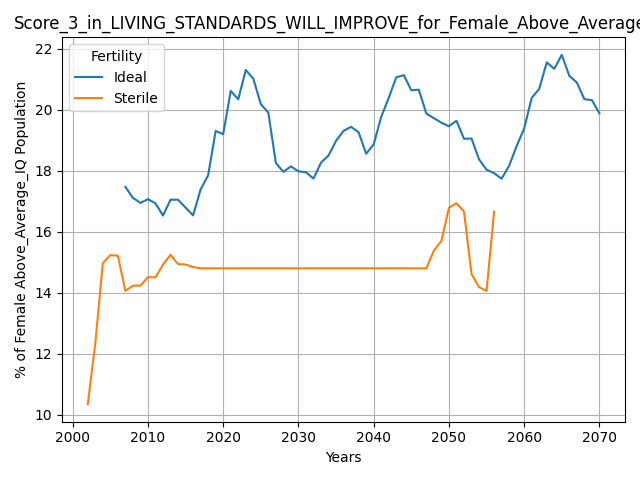 Score_3_in_LIVING_STANDARDS_WILL_IMPROVE_for_Female_Above_Average
Fertility
Ideal
Sterile
% of Female Above_Average_IQ Population
22
20
18
16
14
12
10
2000 2010 2020 2030 2040 2050 2060 2070
Years